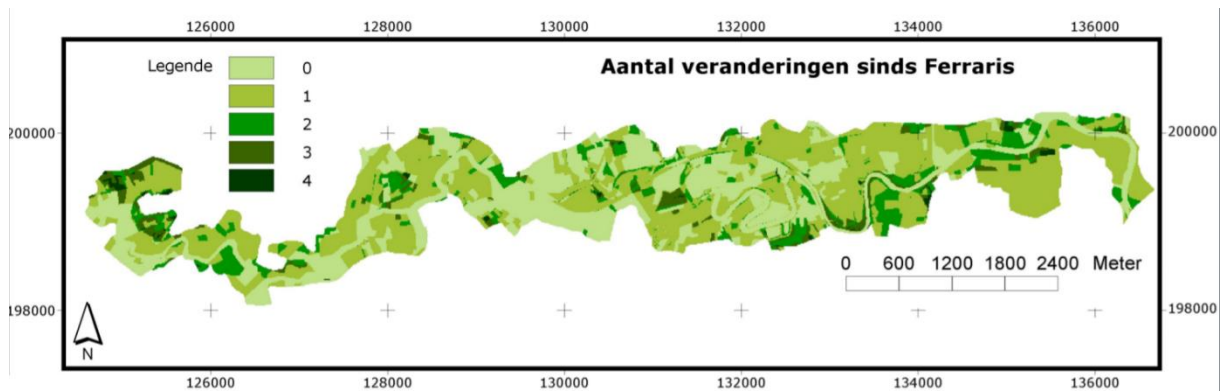 126000 128000 130000 132000 134000 136000
Legende 0
Aantal veranderingen sinds Ferraris
1
2
3
4
200000 200000
0 600 1200 1800 2400 Meter
198000 198000
N
126000 128000 130000 132000 134000 136000